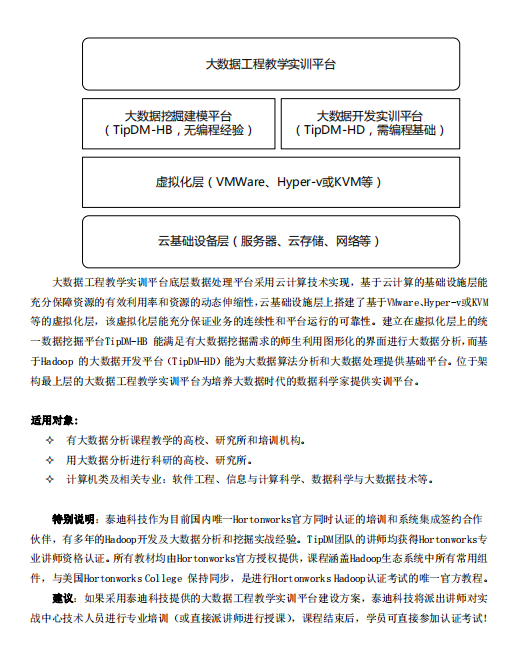 大数据工程教学实训平台
大数据挖掘建模平台
（TipDM-HB，无编程经验）
大数据开发实训平台
（TipDM-HD，需编程基础）
虚拟化层（VMWare、Hyper-v或KVM等）
云基础设备层（服务器、云存储、网络等）
大数据工程教学实训平台底层数据处理平台采用云计算技术实现，基于云计算的基础设施层能
充分保障资源的有效利用率和资源的动态伸缩性，云基础设施层上搭建了基于VMware、Hyper-v或KVM
等的虚拟化层，该虚拟化层能充分保证业务的连续性和平台运行的可靠性。建立在虚拟化层上的统
一数据挖掘平台TipDM-HB 能满足有大数据挖掘需求的师生利用图形化的界面进行大数据分析，而基
于Hadoop 的大数据开发平台（TipDM-HD）能为大数据算法分析和大数据处理提供基础平台。位于架
构最上层的大数据工程教学实训平台为培养大数据时代的数据科学家提供实训平台。
适用对象：
✧ 有大数据分析课程教学的高校、研究所和培训机构。
✧ 用大数据分析进行科研的高校、研究所。
✧ 计算机类及相关专业：软件工程、信息与计算科学、数据科学与大数据技术等。
特别说明：泰迪科技作为目前国内唯一Hortonworks官方同时认证的培训和系统集成签约合作
伙伴，有多年的Hadoop开发及大数据分析和挖掘实战经验。TipDM团队的讲师均获得Hortonworks专
业讲师资格认证。所有教材均由Hortonworks官方授权提供，课程涵盖Hadoop生态系统中所有常用组
件，与美国Hortonworks College 保持同步，是进行Hortonworks Hadoop认证考试的唯一官方教程。
建议：如果采用泰迪科技提供的大数据工程教学实训平台建设方案，泰迪科技将派出讲师对实
战中心技术人员进行专业培训（或直接派讲师进行授课），课程结束后，学员可直接参加认证考试！